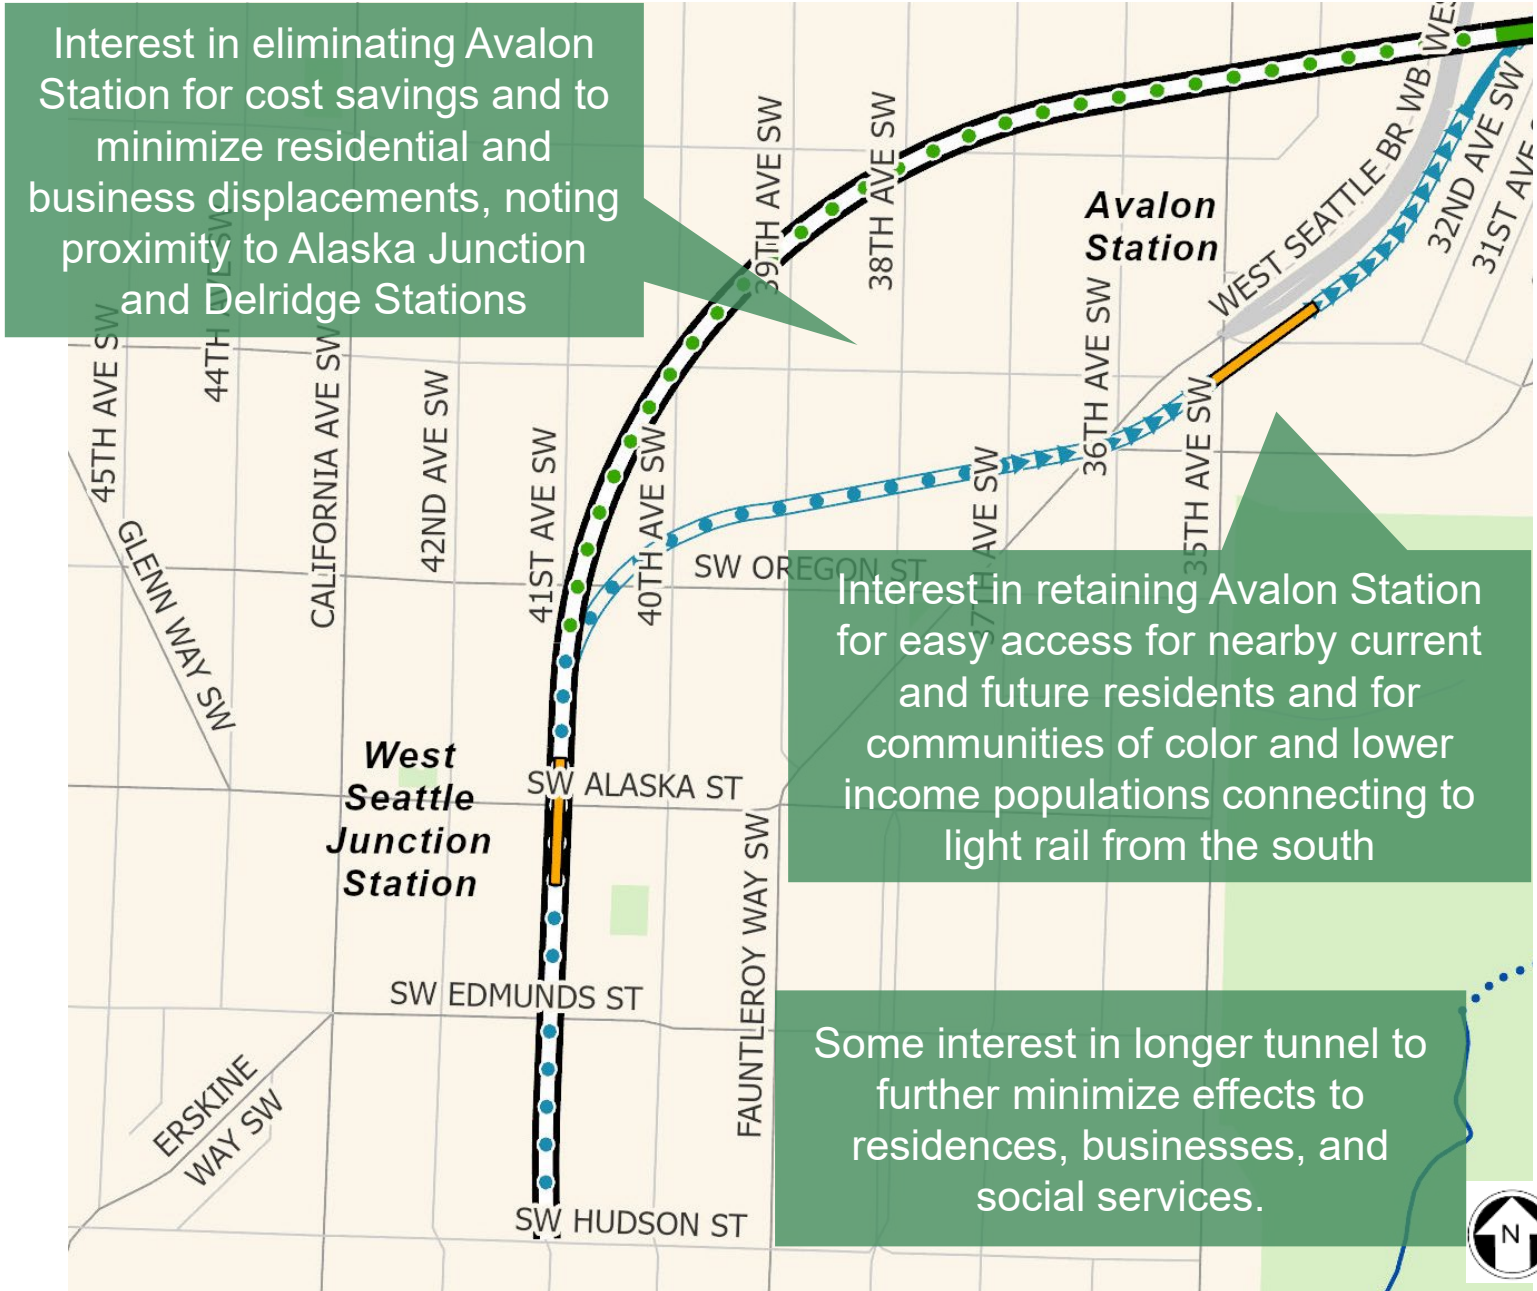 Interest in eliminating Avalon
Station for cost savings and to
minimize residential and
business displacements, noting
proximity to Alaska Junction
and Delridge Stations
45TH AVE SW
44TH AVE SW
CALIFORNIA AVE SW
42ND AVE SW
41ST AVE SW
40TH AVE SW
39TH AVE SW
38TH AVE SW
37TH AVE SW
36TH AVE SW
35TH AVE SW
Avalon
Station
WEST SEATTLE BR WB
32ND AVE SW
31ST AVE
GLENN WAY SW
SW OREGON ST
Interest in retaining Avalon Station
for easy access for nearby current
and future residents and for
communities of color and lower
income populations connecting to
light rail from the south
West
Seattle
Junction
Station
SW ALASKA ST
FAUNTLEROY WAY SW
SW EDMUNDS ST
ERSKINE
WAY SW
Some interest in longer tunnel to
further minimize effects to
residences, businesses, and
social services.
SW HUDSON ST
N